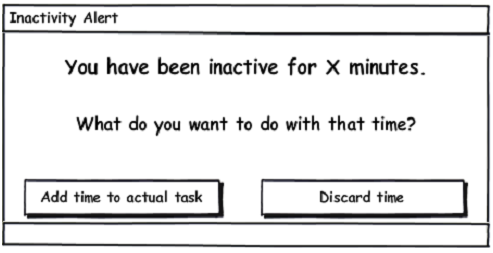 Inactivity Alert
You have been inactive for X minutes.
What do you want to do with that time?
Add time to actual task
Discard time